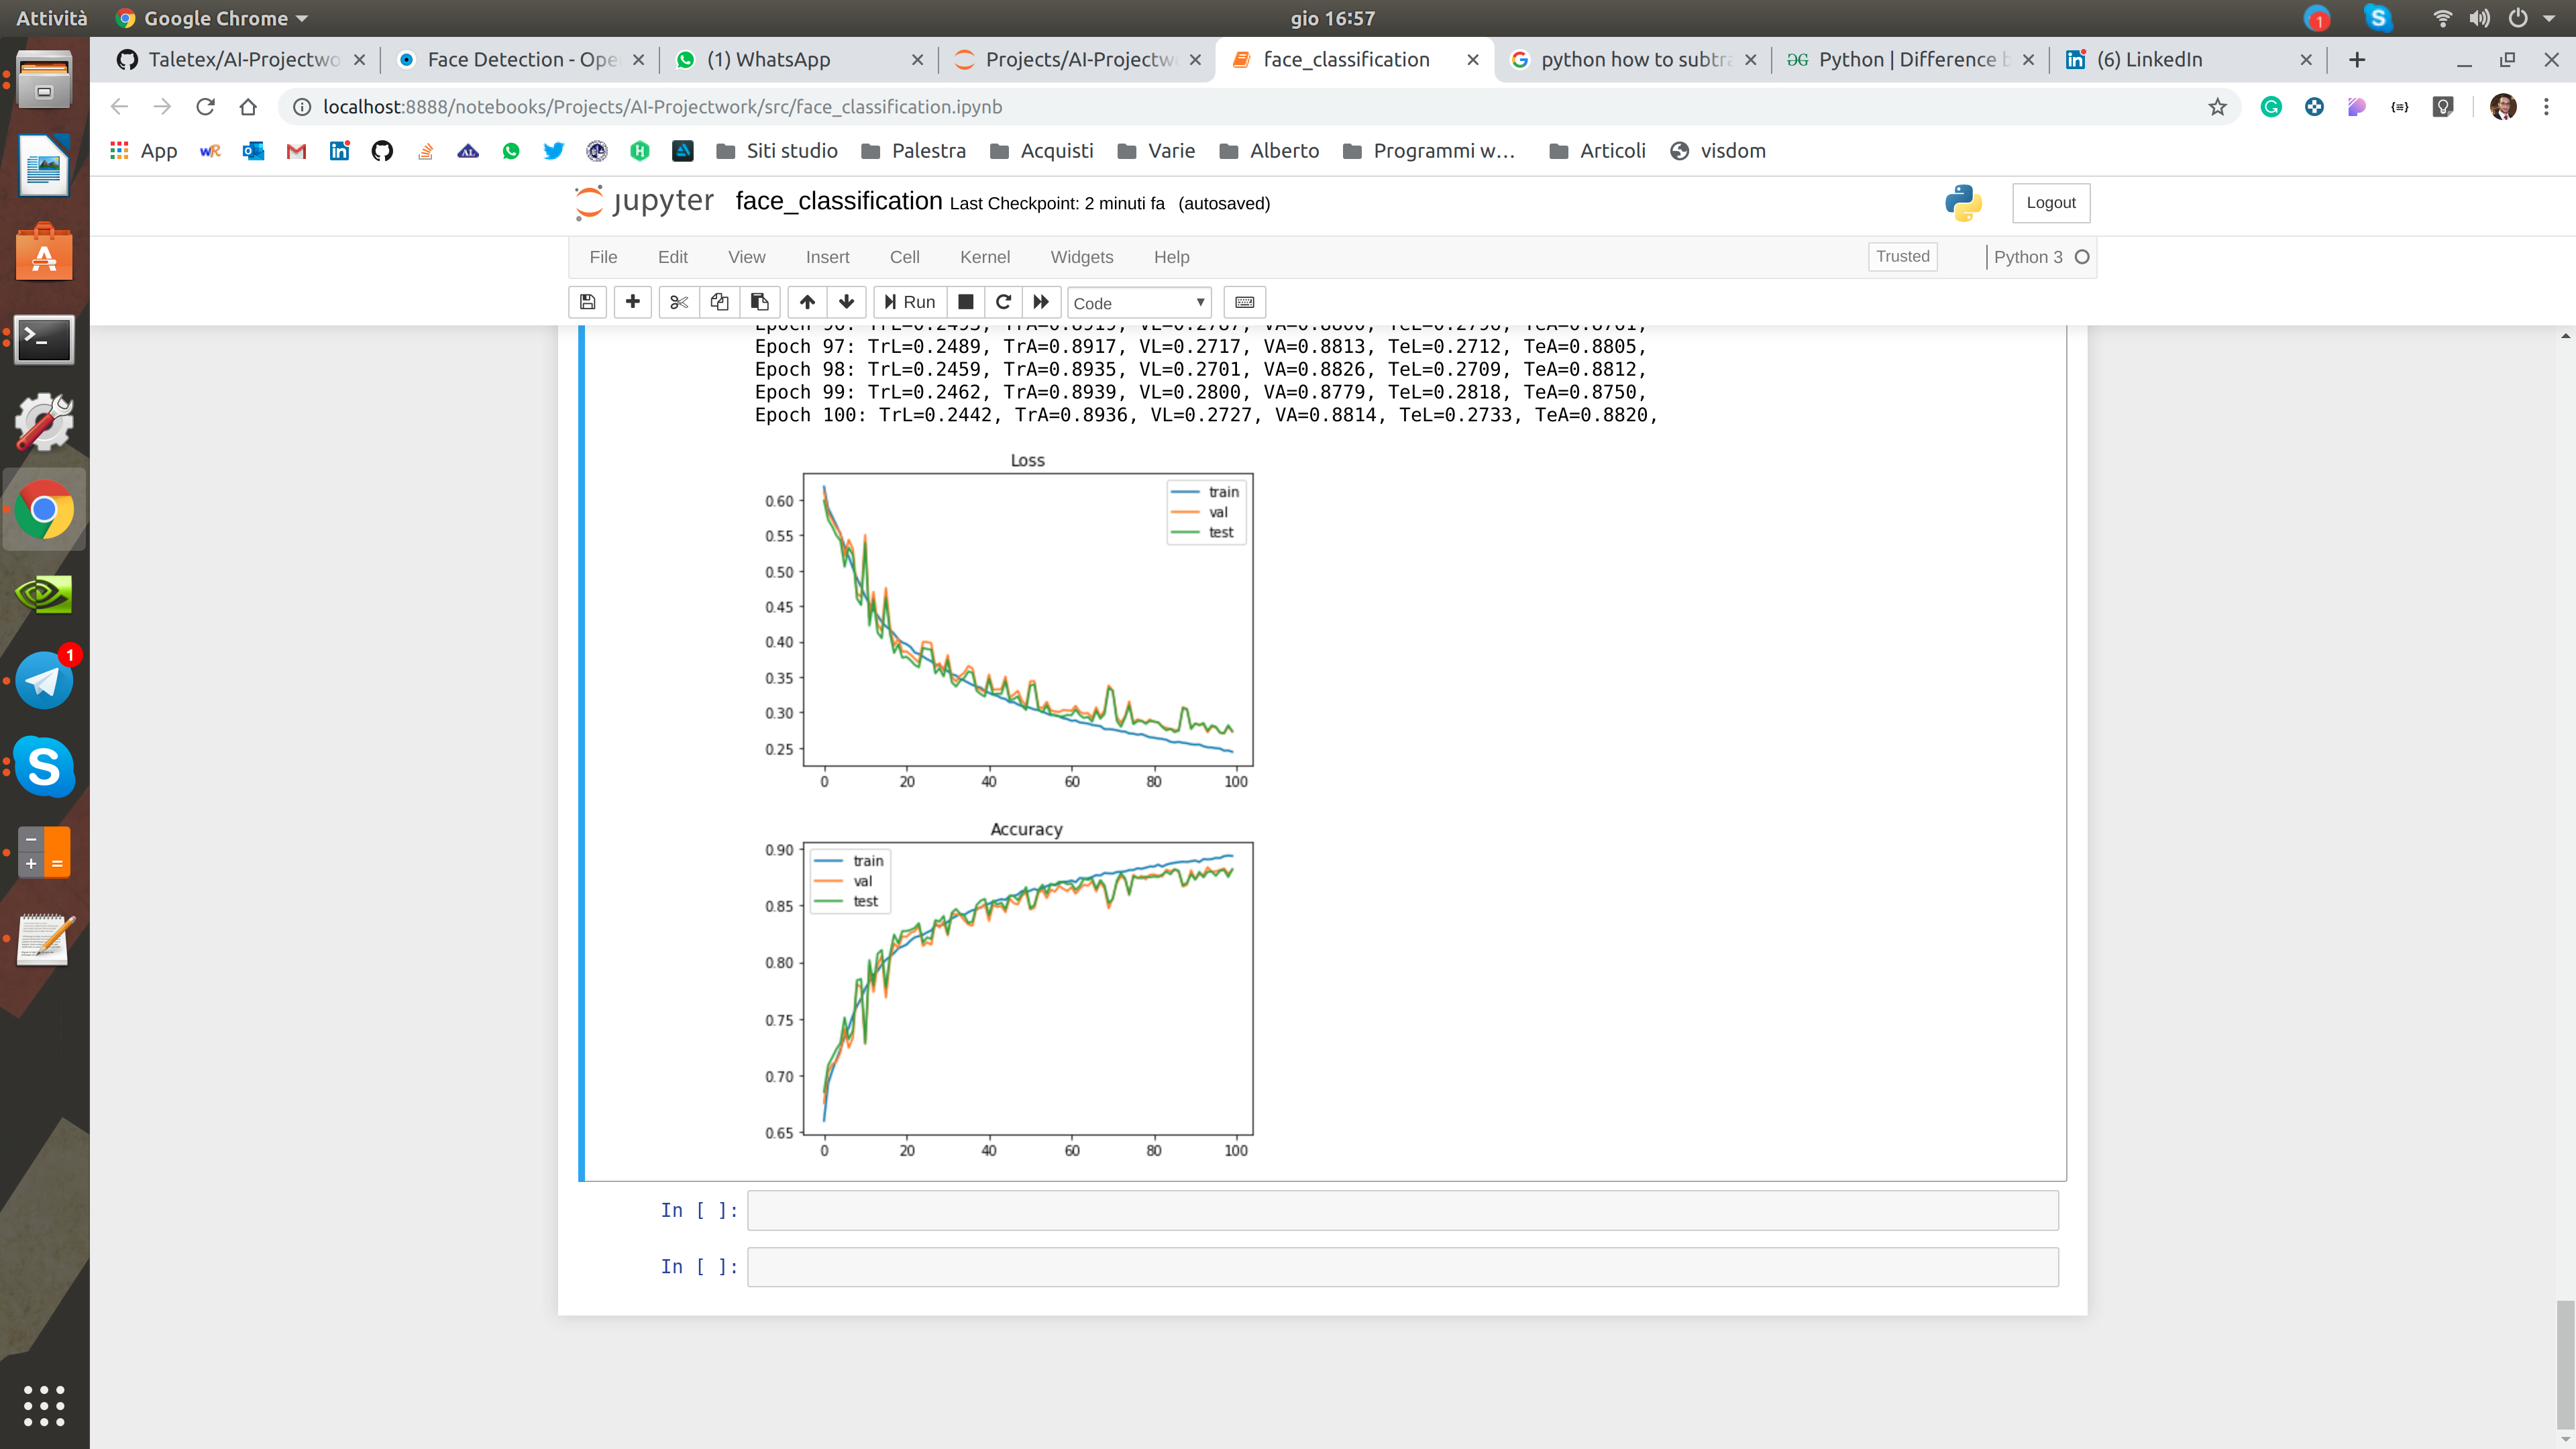 Attività Google Chrome gio 16:57 1
Taletex/AI-Projectwo Face Detection - Ope (1) WhatsApp Projects/AI-Projectw face_classification python how to subtra Python | Difference b (6) LinkedIn
localhost:8888/notebooks/Projects/AI-Projectwork/src/face_classification.ipynb
App Siti studio Palestra Acquisti Varie Alberto Programmi w... Articoli visdom
jupyter face_classification Last Checkpoint: 2 minuti fa (autosaved) Logout
File Edit View Insert Cell Kernel Widgets Help Trusted Python 3
Run Code
Epoch 97: TrL=0.2489, TrA=0.8917, VL=0.2717, VA=0.8813, TeL=0.2712, TeA=0.8805,
Epoch 98: TrL=0.2459, TrA=0.8935, VL=0.2701, VA=0.8826, TeL=0.2709, TeA=0.8812,
Epoch 99: TrL=0.2462, TrA=0.8939, VL=0.2800, VA=0.8779, TeL=0.2818, TeA=0.8750,
Epoch 100: TrL=0.2442, TrA=0.8936, VL=0.2727, VA=0.8814, TeL=0.2733, TeA=0.8820,
Loss
train
val
test
0.60
0.55
0.50
0.45
0.40
0.35
0.30
0.25
0 20 40 60 80 100
Accuracy
train
val
test
0.90
0.85
0.80
0.75
0.70
0.65
0 20 40 60 80 100
In [ ]:
In [ ]:
1